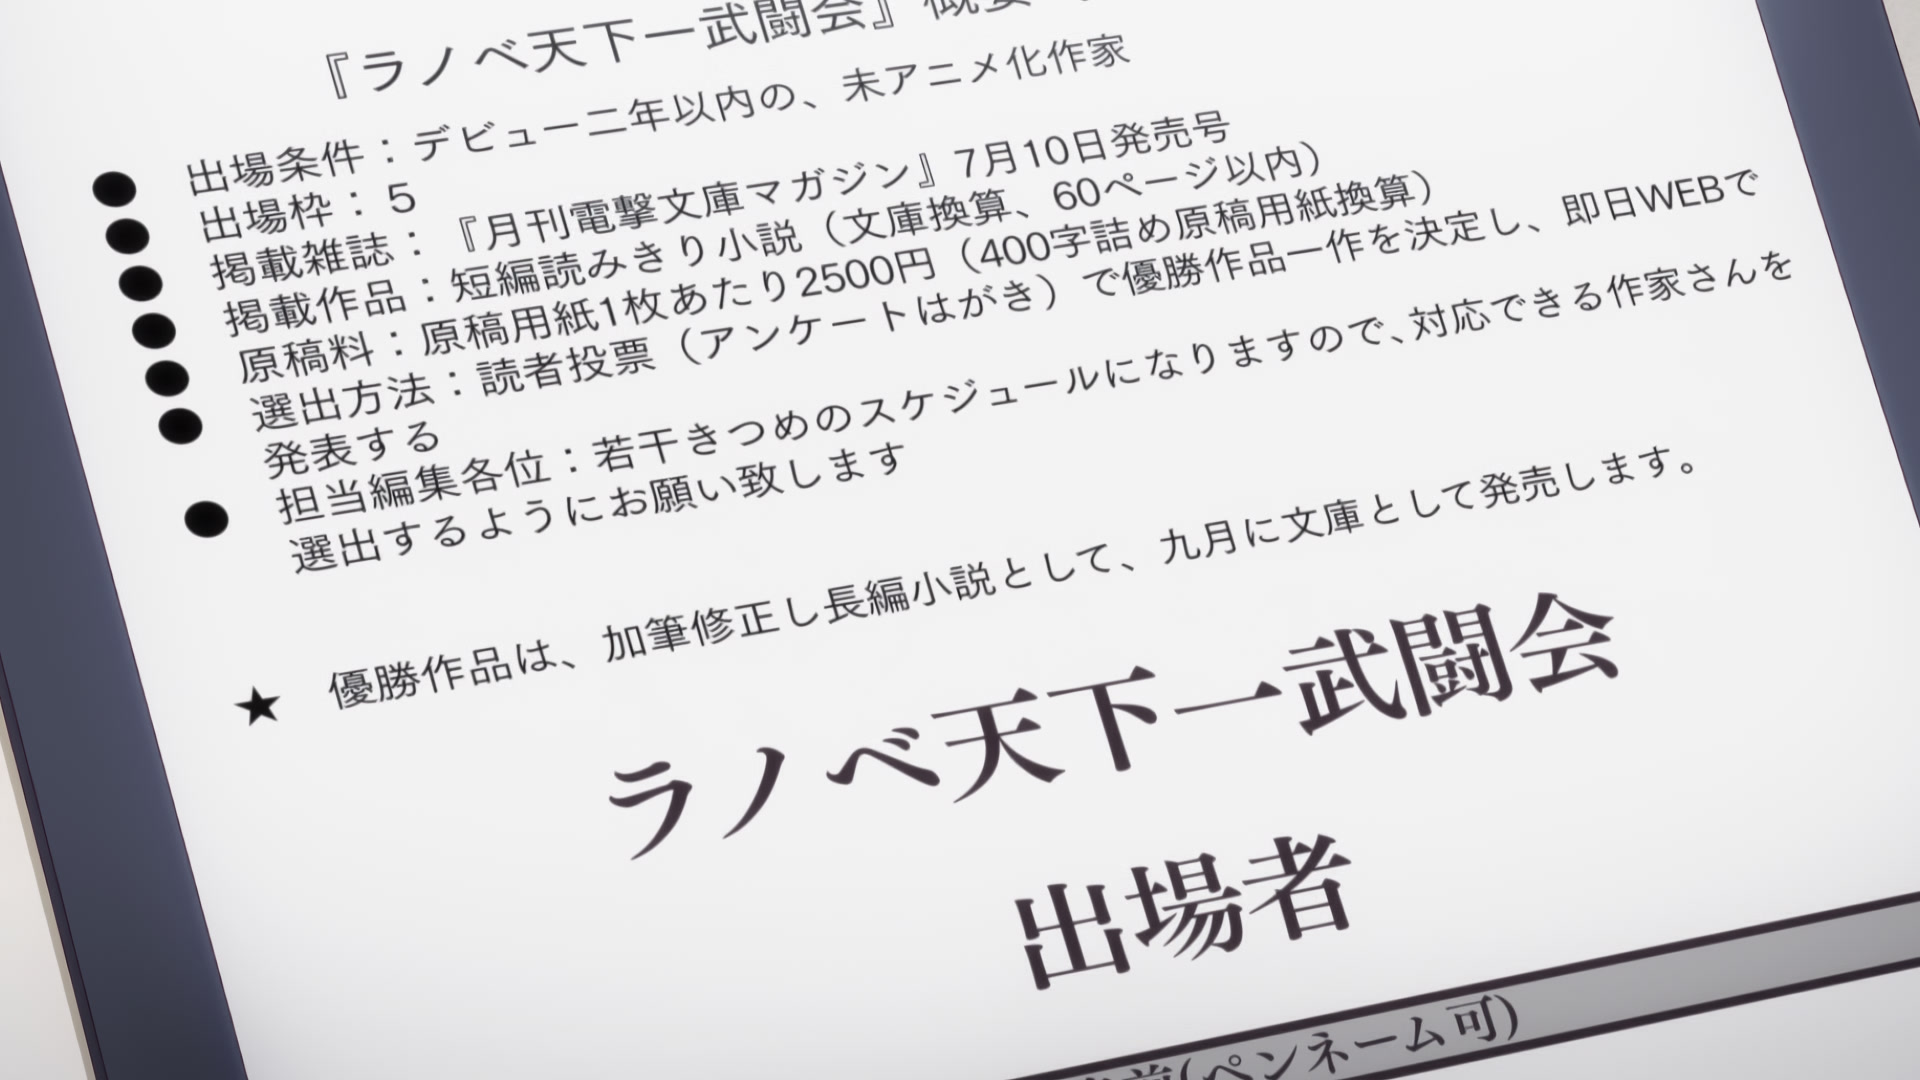 『ラノベ天下一武闘会』概要
出場条件：デビュー二年以内の、未アニメ化作家
出場枠：５
掲載雑誌：『月刊電撃文庫マガジン』7月10日発売号
掲載作品：短編読みきり小説（文庫換算、60ページ以内）
原稿料：原稿用紙1枚あたり2500円（400字詰め原稿用紙換算）
選出方法：読者投票（アンケートはがき）で優勝作品一作を決定し、即日WEBで
発表する
担当編集各位：若干きつめのスケジュールになりますので、対応できる作家さんを
選出するようにお願い致します
★ 優勝作品は、加筆修正し長編小説として、九月に文庫として発売します。
ラノベ天下一武闘会
出場者
(ペンネーム可)